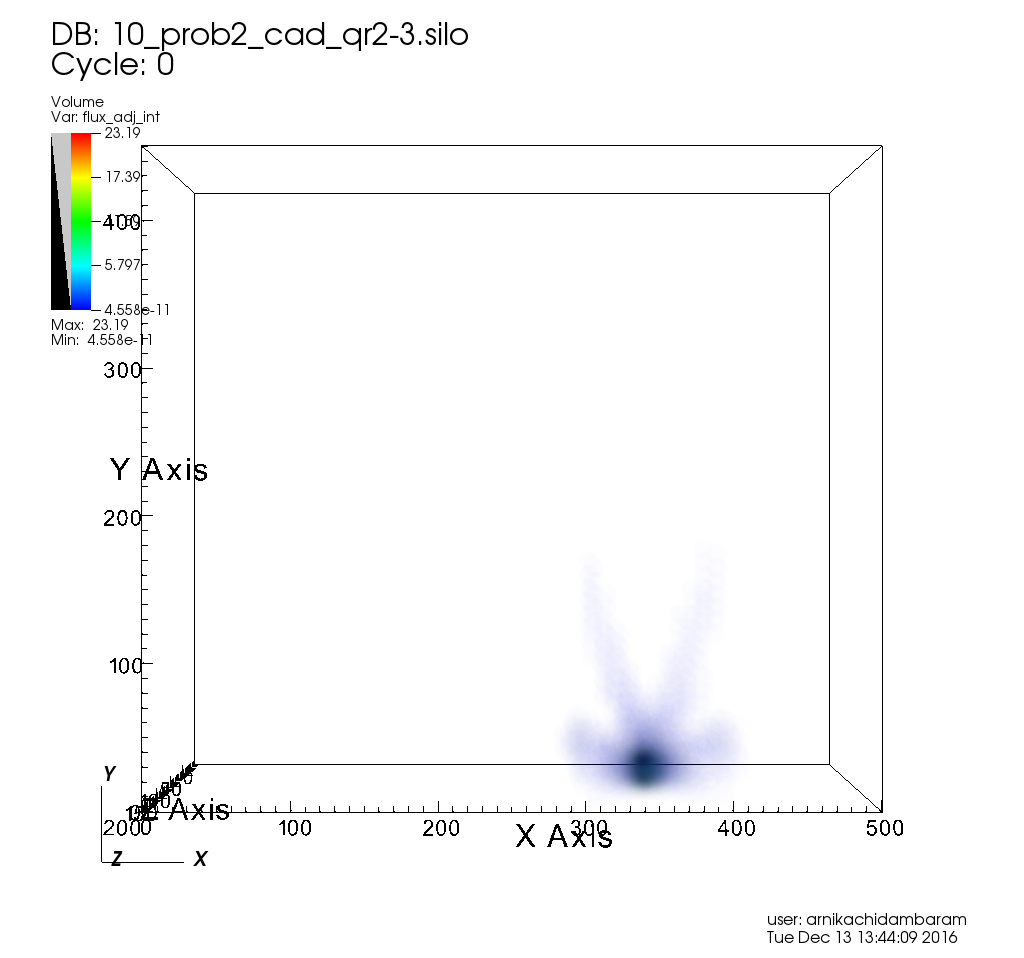 DB: 10_prob2_cad_qr2-3.silo
Cycle: 0
Volume
Var: flux_adj_int
23.19
17.39
5.797
4.558e-11
Max: 23.19
Min: 4.558e-11
400
300
Y Axis
200
100
Y
Z Axis
100
200
300
400
500
X Axis
Z
X
user: arnikachidambaram
Tue Dec 13 13:44:09 2016